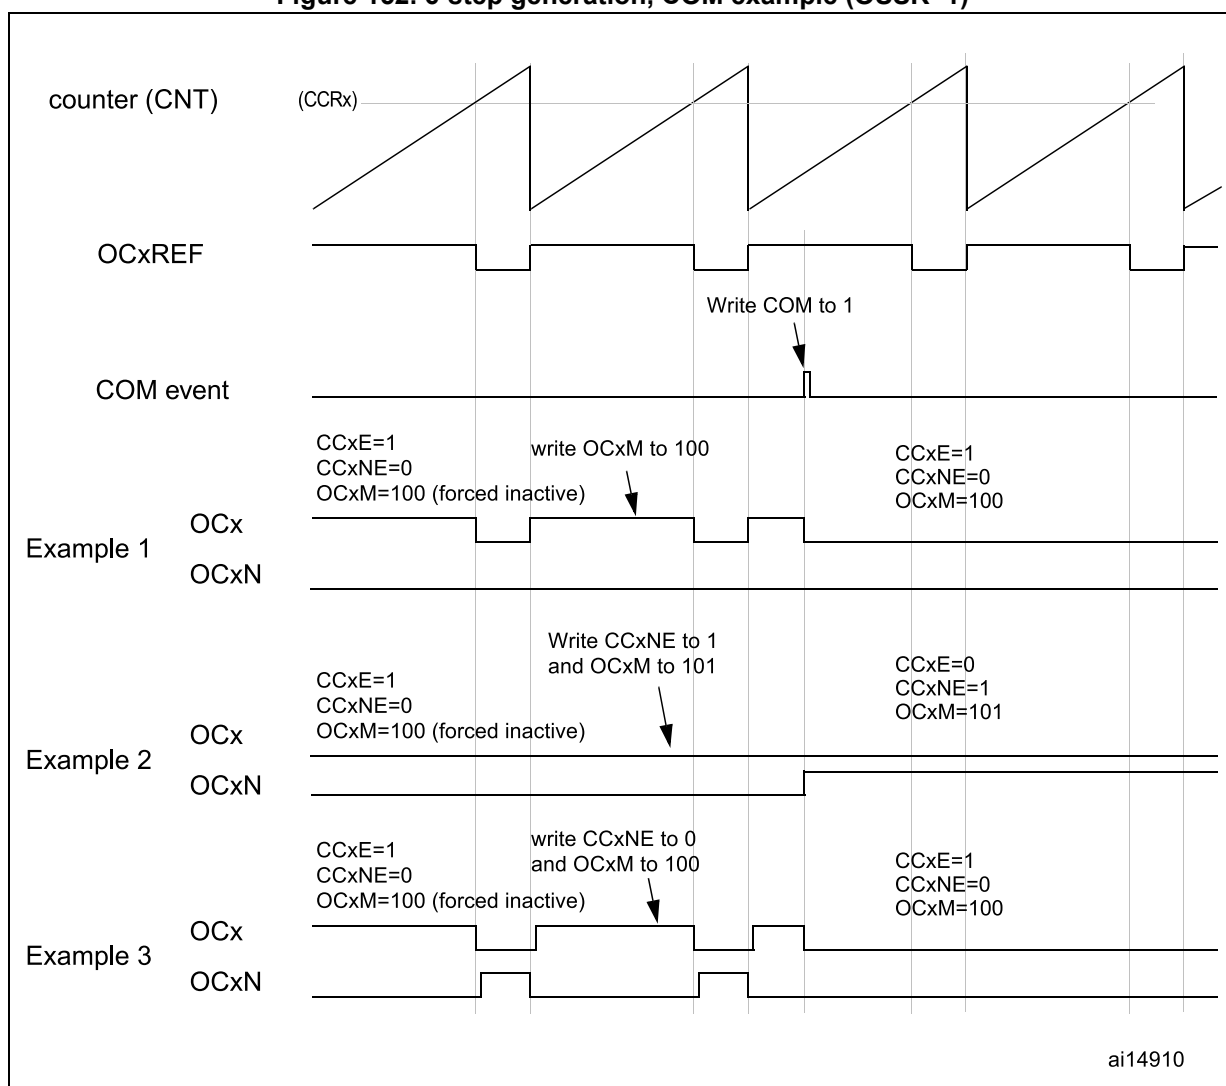 counter (CNT)
(CCRx)
OCxREF
Write COM to 1
COM event
CCxE=1
CCxNE=0
OCxM=100 (forced inactive)
write OCxM to 100
CCxE=1
CCxNE=0
OCxM=100
Example 1
OCx
OCxN
Write CCxNE to 1
and OCxM to 101
CCxE=1
CCxNE=0
OCxM=100 (forced inactive)
CCxE=0
CCxNE=1
OCxM=101
Example 2
OCx
OCxN
write CCxNE to 0
and OCxM to 100
CCxE=1
CCxNE=0
OCxM=100 (forced inactive)
CCxE=1
CCxNE=0
OCxM=100
Example 3
OCx
OCxN
ai14910